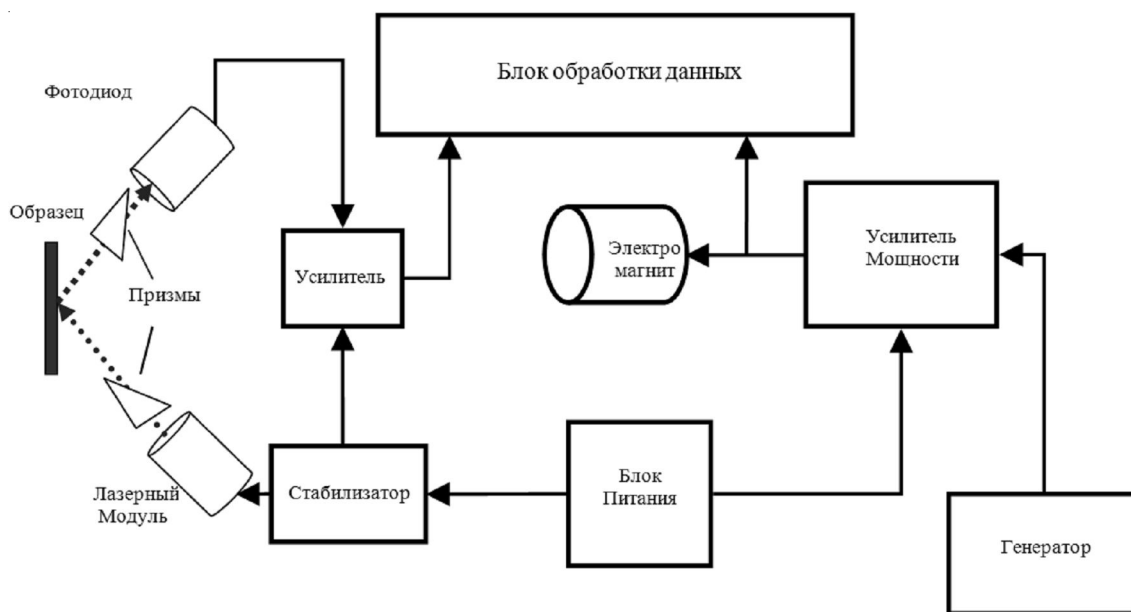 Блок обработки данных
Фотодиод
Образец
Усилитель
Электро
магнит
Усилитель
Мощности
Призмы
Лазерный
Модуль
Стабилизатор
Блок
Питания
Генератор